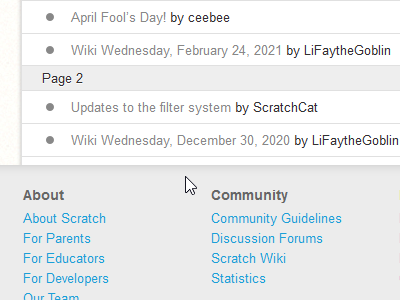 April Fool's Day! by ceebee
Wiki Wednesday, February 24, 2021 by LiFaytheGoblin
Page 2
Updates to the filter system by ScratchCat
Wiki Wednesday, December 30, 2020 by LiFaytheGoblin
About Community
About Scratch Community Guidelines
For Parents Discussion Forums
For Educators Scratch Wiki
For Developers Statistics
Our Team